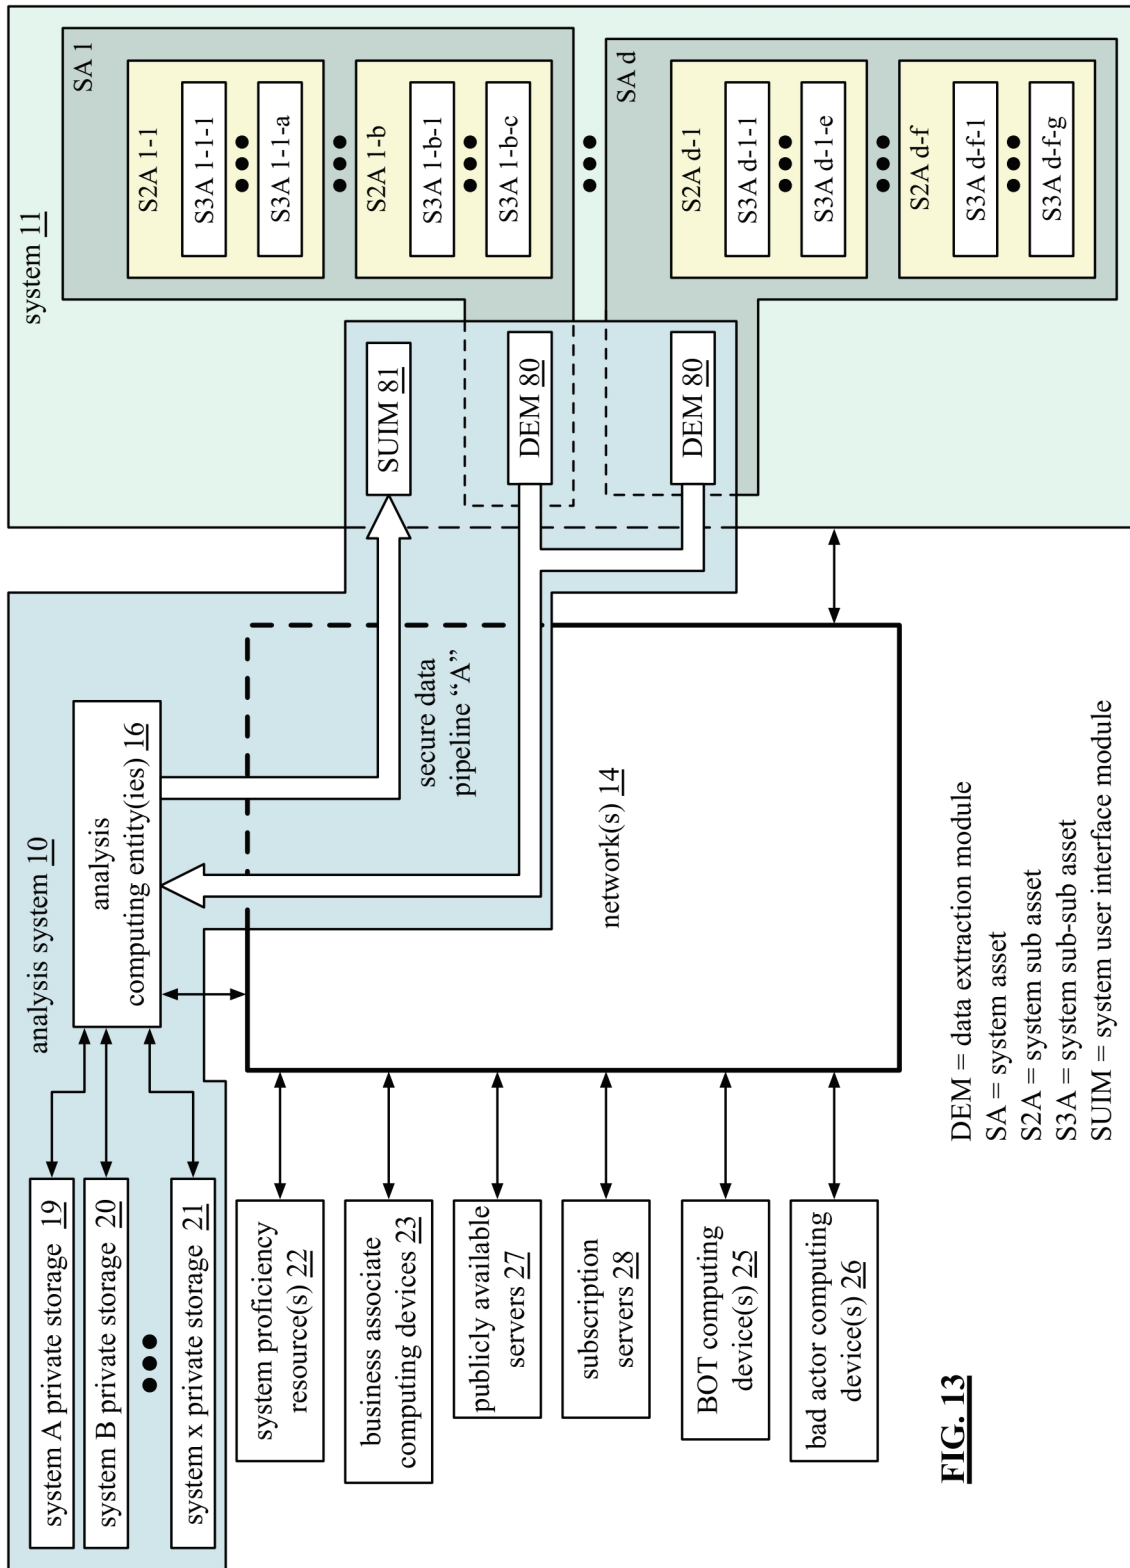 analysis system 10
system A private storage 19
system B private storage 20
system x private storage 21
analysis
computing entity(ies) 16
system proficiency
resource(s) 22
business associate
computing devices 23
publicly available
servers 27
subscription
servers 28
BOT computing
device(s) 25
bad actor computing
device(s) 26
network(s) 14
secure data
pipeline “A”
system 11
SUIM 81
DEM 80
DEM 80
SA 1
S2A 1-1
S3A 1-1-1
S3A 1-1-a
S2A 1-b
S3A 1-b-1
S3A 1-b-c
SA d
S2A d-1
S3A d-1-1
S3A d-1-e
S2A d-f
S3A d-f-1
S3A d-f-g
DEM = data extraction module
SA = system asset
S2A = system sub asset
S3A = system sub-sub asset
SUIM = system user interface module
FIG. 13